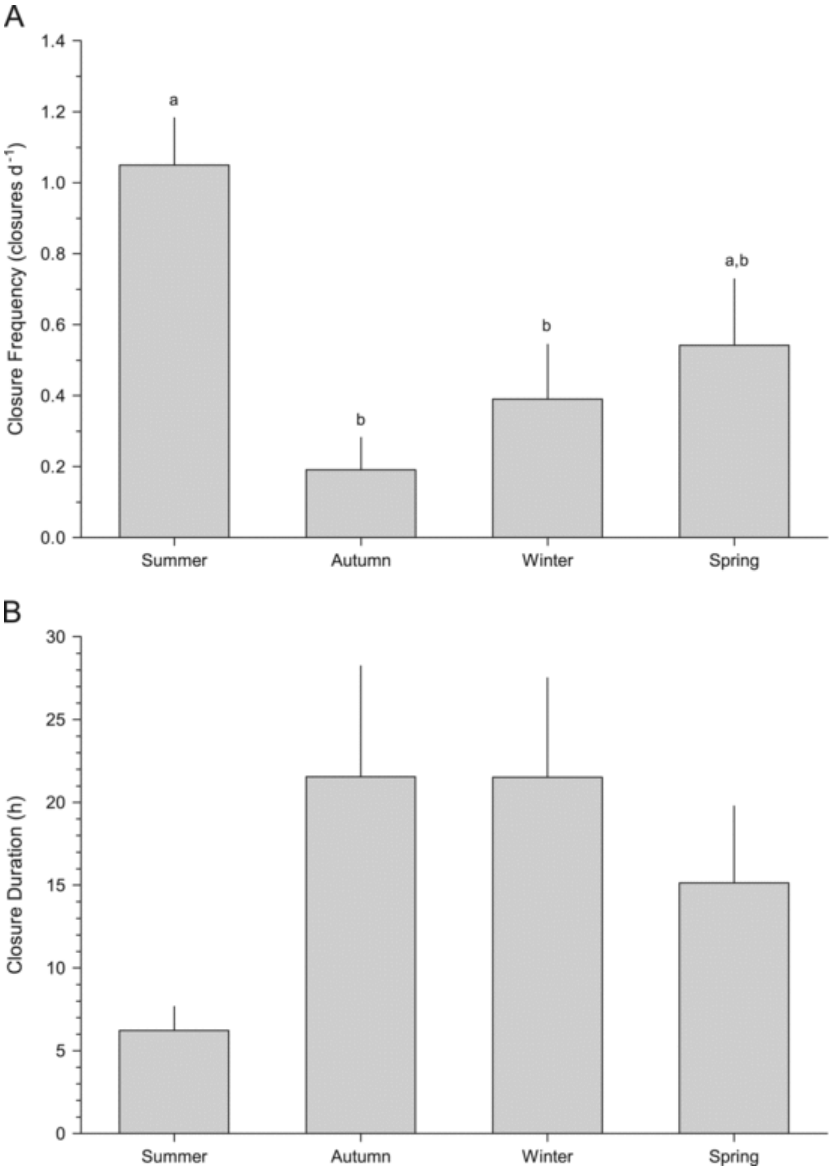 A
Closure Frequency (closures d⁻¹)
1.4
1.2
1.0
0.8
0.6
0.4
0.2
0.0
a
b
b
a,b
Summer Autumn Winter Spring
B
Closure Duration (h)
30
25
20
15
10
5
0
Summer Autumn Winter Spring